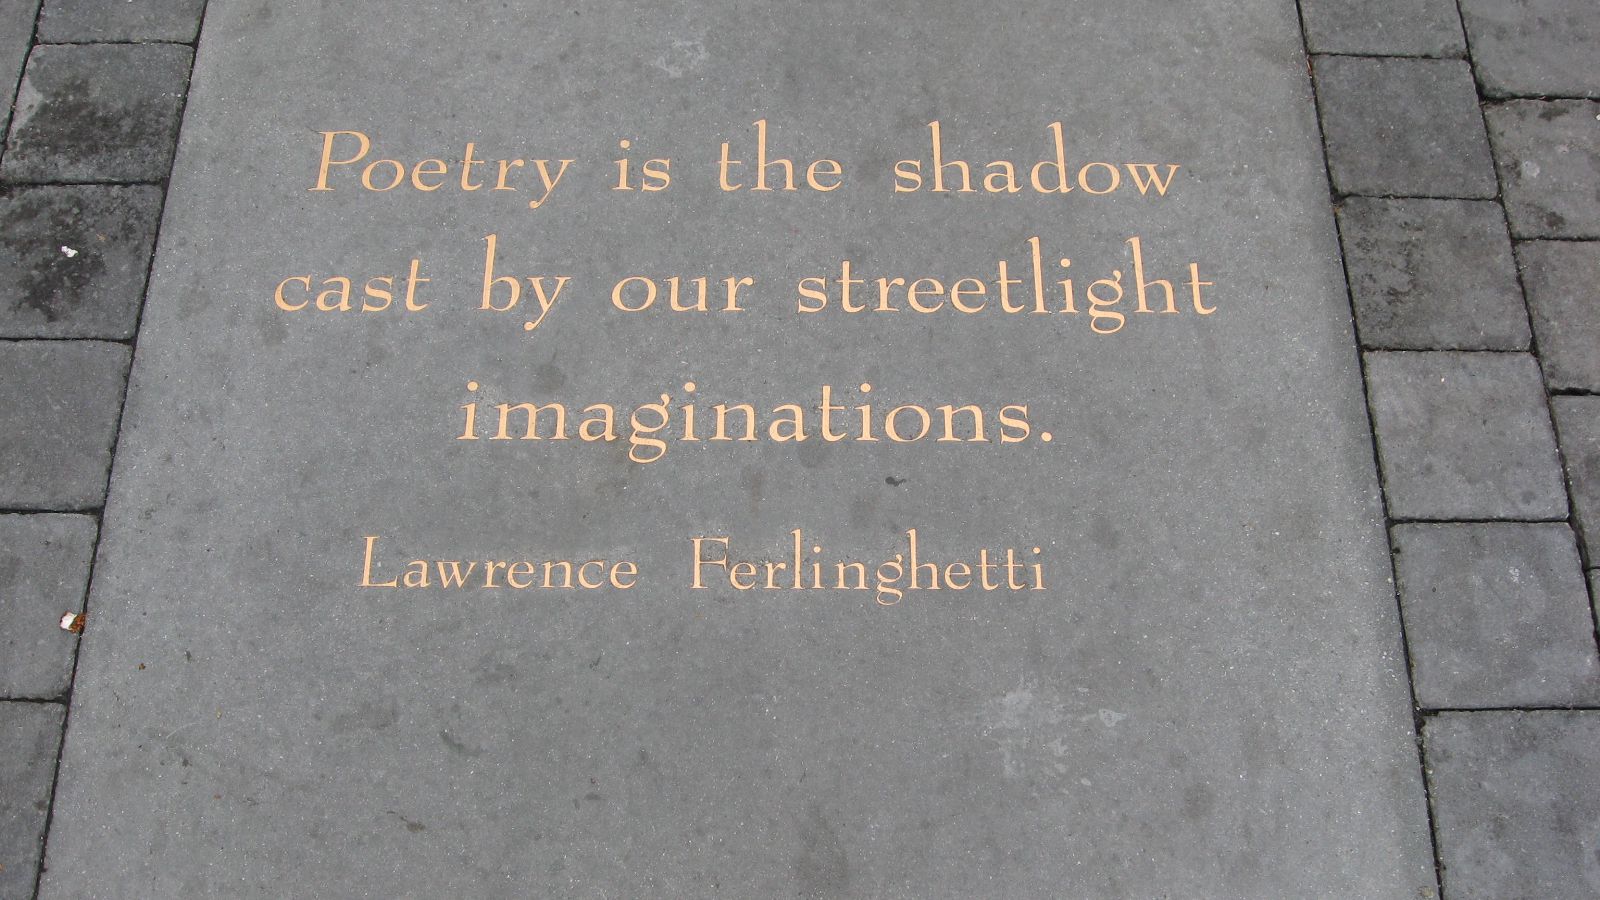 Poetry is the shadow
cast by our streetlight
imaginations.
Lawrence Ferlinghetti